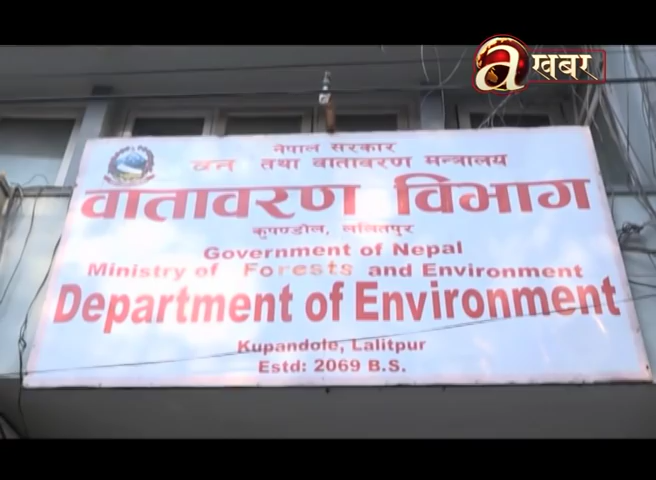 a खबर
नेपाल सरकार
वन तथा वातावरण मन्त्रालय
वातावरण विभाग
कुपण्डोल, ललितपुर
Government of Nepal
Ministry of Forests and Environment
Department of Environment
Kupandole, Lalitpur
Estd: 2069 B.S.